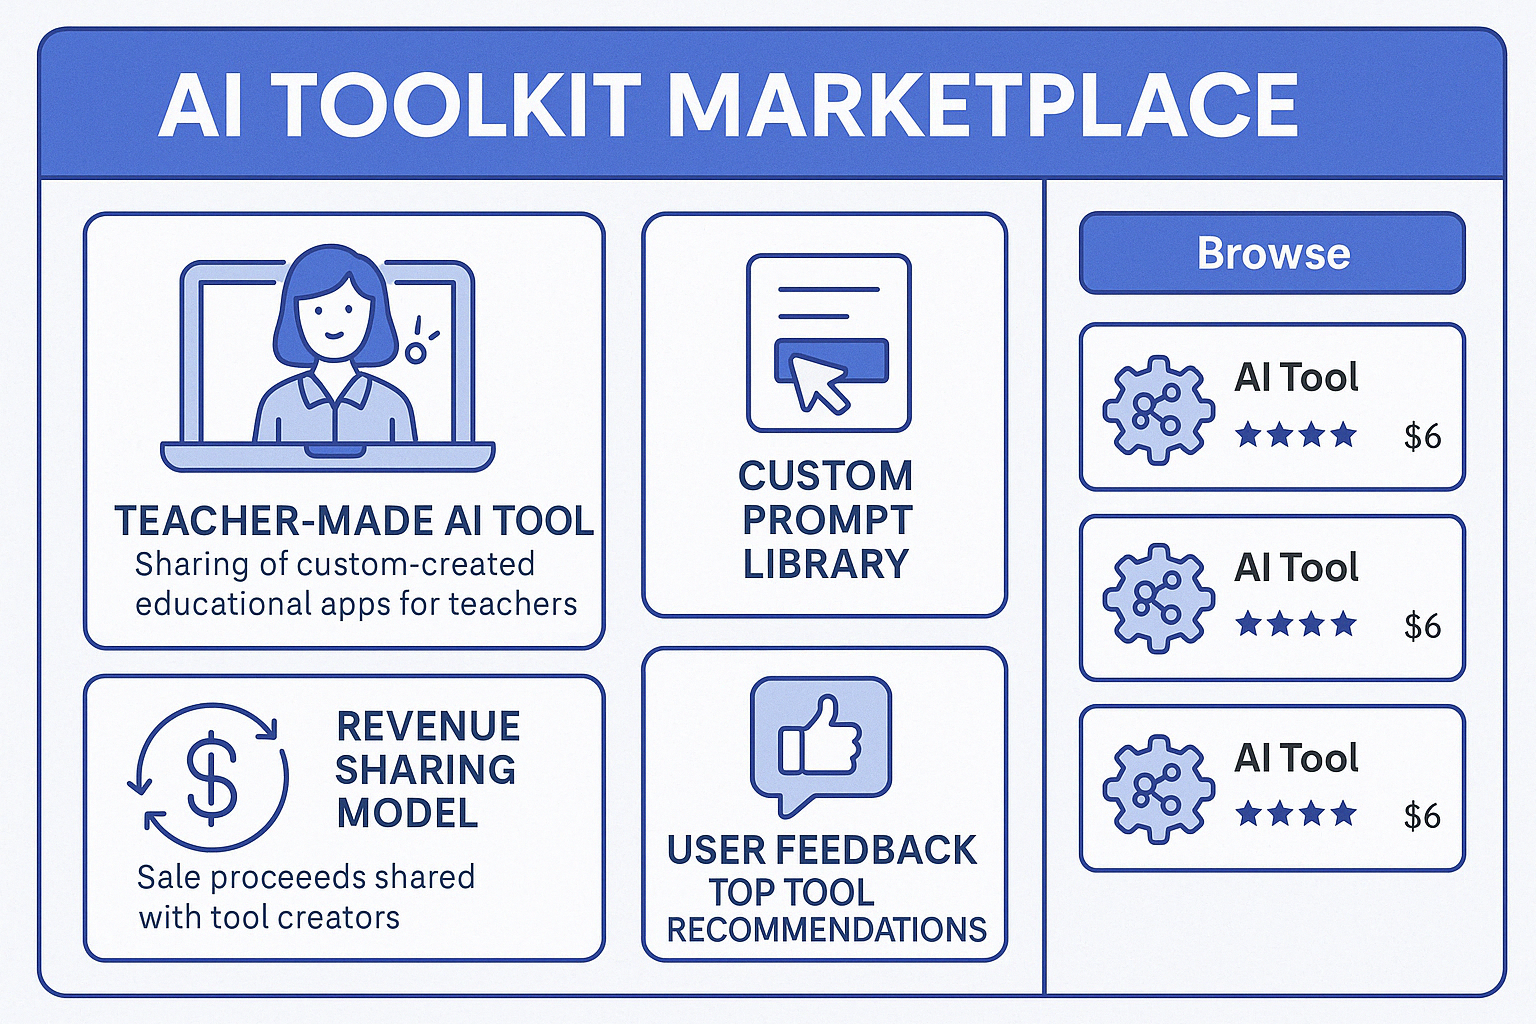 AI TOOLKIT MARKETPLACE
TEACHER-MADE AI TOOL
Sharing of custom-created
educational apps for teachers
CUSTOM
PROMPT
LIBRARY
REVENUE
SHARING
MODEL
Sale proceeeds shared
with tool creators
USER FEEDBACK
TOP TOOL
RECOMMENDATIONS
Browse
AI Tool
$6
AI Tool
$6
AI Tool
$6